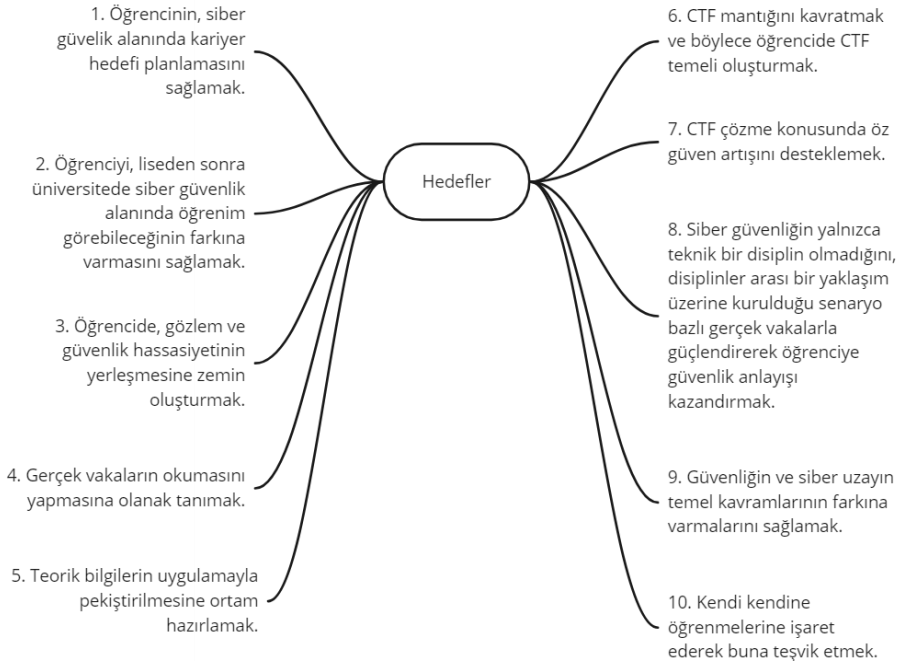 Hedefler
1. Öğrencinin, siber
güvelik alanında kariyer
hedefi planlamasını
sağlamak.
2. Öğrenciyi, liseden sonra
üniversitede siber güvenlik
alanında öğrenim
görebileceğinin farkına
varmasını sağlamak.
3. Öğrencide, gözlem ve
güvenlik hassasiyetinin
yerleşmesine zemin
oluşturmak.
4. Gerçek vakaların okumasını
yapmasına olanak tanımak.
5. Teorik bilgilerin uygulamayla
pekiştirilmesine ortam
hazırlamak.
6. CTF mantığını kavratmak
ve böylece öğrencide CTF
temeli oluşturmak.
7. CTF çözme konusunda öz
güven artışını desteklemek.
8. Siber güvenliğin yalnızca
teknik bir disiplin olmadığını,
disiplinler arası bir yaklaşım
üzerine kurulduğu senaryo
bazlı gerçek vakalarla
güçlendirerek öğrenciye
güvenlik anlayışı
kazandırmak.
9. Güvenliğin ve siber uzayın
temel kavramlarının farkına
varmalarını sağlamak.
10. Kendi kendine
öğrenmelerine işaret
ederek buna teşvik etmek.